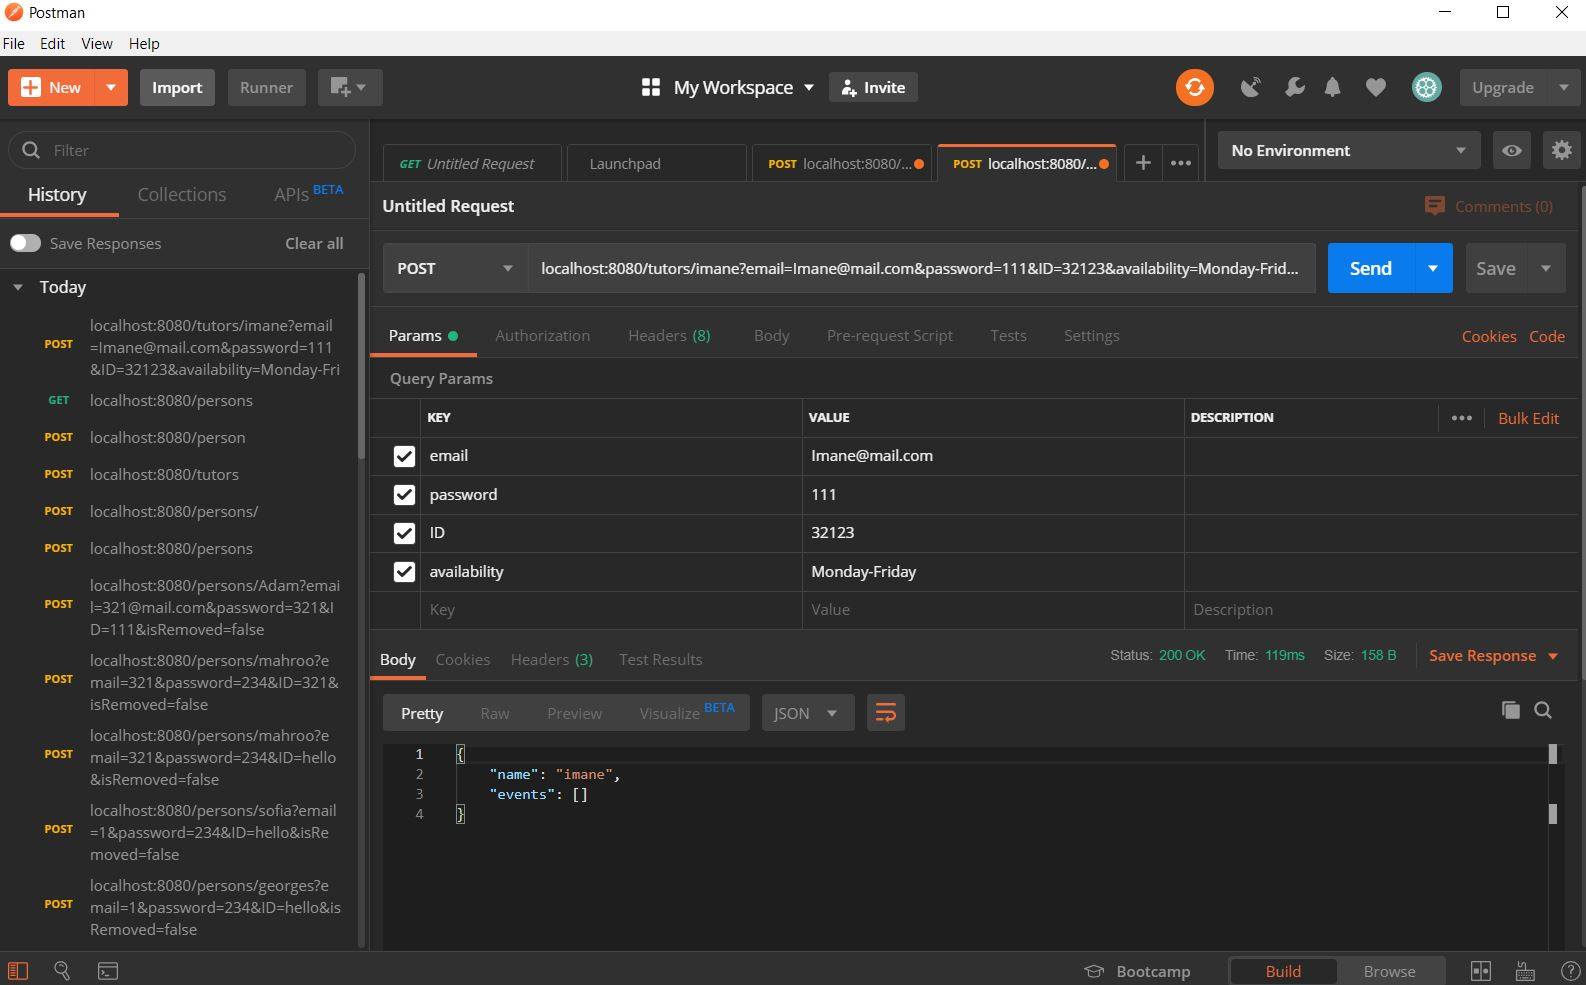 Postman
File Edit View Help
New Import Runner My Workspace Invite Upgrade
Filter
History Collections APIs BETA
Save Responses Clear all
Today
POST localhost:8080/tutors/imane?email
=Imane@mail.com&password=111
&ID=32123&availability=Monday-Fri
GET localhost:8080/persons
POST localhost:8080/person
POST localhost:8080/tutors
POST localhost:8080/persons/
POST localhost:8080/persons
POST localhost:8080/persons/Adam?emai
l=321@mail.com&password=321&I
D=111&isRemoved=false
POST localhost:8080/persons/mahroo?e
mail=321&password=234&ID=321&
isRemoved=false
POST localhost:8080/persons/mahroo?e
mail=321&password=234&ID=hello
&isRemoved=false
POST localhost:8080/persons/sofia?email
=1&password=234&ID=hello&isRe
moved=false
POST localhost:8080/persons/georges?e
mail=1&password=234&ID=hello&is
Removed=false
GET Untitled Request Launchpad POST localhost:8080/... POST localhost:8080/... No Environment
Untitled Request Comments (0)
POST localhost:8080/tutors/imane?email=Imane@mail.com&password=111&ID=32123&availability=Monday-Frid... Send Save
Params Authorization Headers (8) Body Pre-request Script Tests Settings Cookies Code
Query Params
KEY VALUE DESCRIPTION Bulk Edit
email Imane@mail.com
password 111
ID 32123
availability Monday-Friday
Key Value Description
Body Cookies Headers (3) Test Results Status: 200 OK Time: 119ms Size: 158 B Save Response
Pretty Raw Preview Visualize BETA JSON
1 {
2 "name": "imane",
3 "events": []
4 }
Bootcamp Build Browse